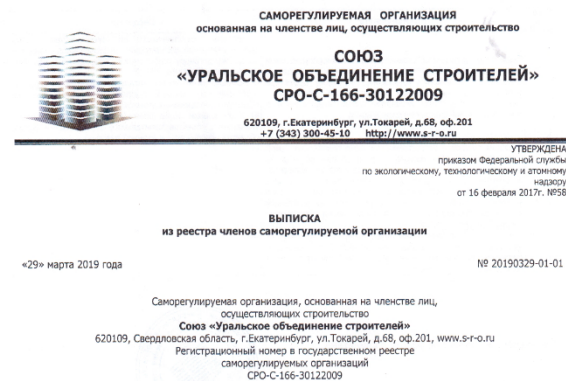 САМОРЕГУЛИРУЕМАЯ ОРГАНИЗАЦИЯ
основанная на членстве лиц, осуществляющих строительство
СОЮЗ
«УРАЛЬСКОЕ ОБЪЕДИНЕНИЕ СТРОИТЕЛЕЙ»
СРО-С-166-30122009
620109, г.Екатеринбург, ул.Токарей, д.68, оф.201
+7 (343) 300-45-10 http://www.s-r-o.ru
УТВЕРЖДЕНА
приказом Федеральной службы
по экологическому, технологическому и атомному
надзору
от 16 февраля 2017г. №58
ВЫПИСКА
из реестра членов саморегулируемой организации
«29» марта 2019 года № 20190329-01-01
Саморегулируемая организация, основанная на членстве лиц,
осуществляющих строительство
Союз «Уральское объединение строителей»
620109, Свердловская область, г.Екатеринбург, ул.Токарей, д.68, оф.201, www.s-r-o.ru
Регистрационный номер в государственном реестре
саморегулируемых организаций
СРО-С-166-30122009